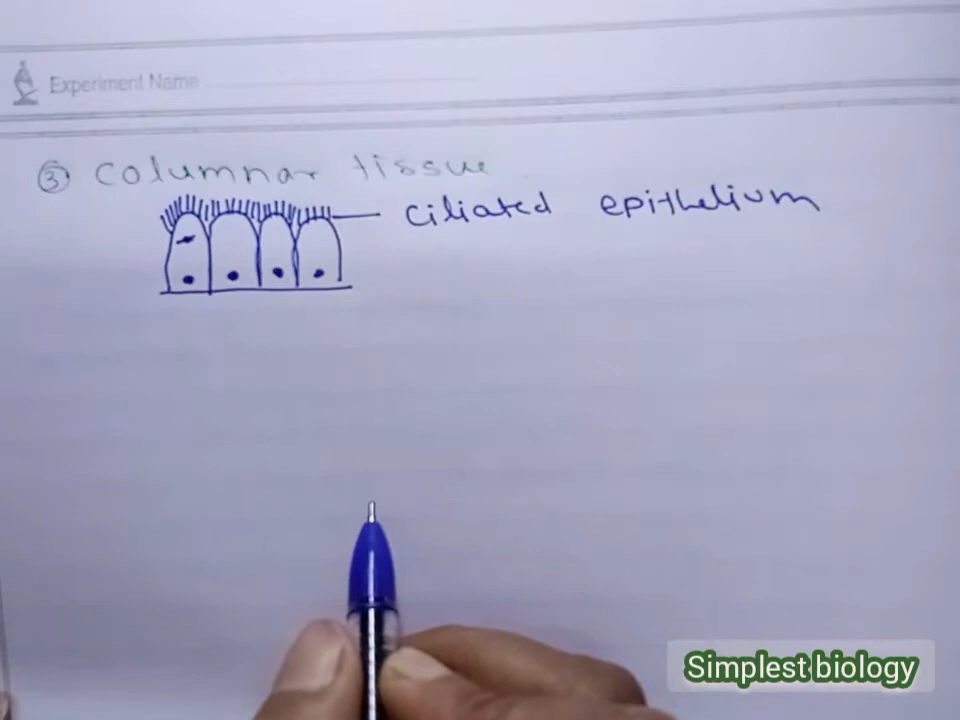 Experiment Name
③ columnar tissue
ciliated epithelium
Simplest biology